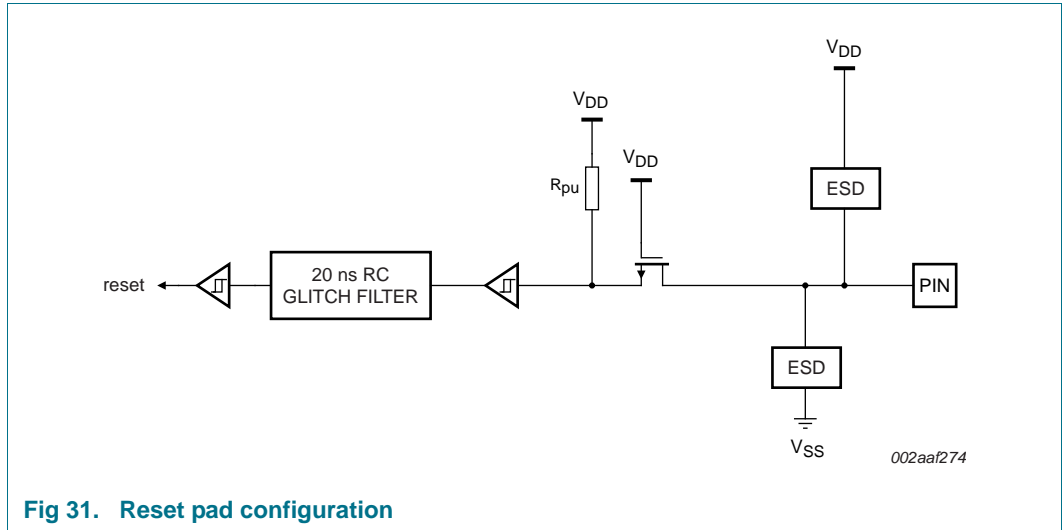 VDD
VDD
VDD
Rpu
ESD
reset
20 ns RC
GLITCH FILTER
PIN
ESD
VSS
002aaf274
Fig 31. Reset pad configuration